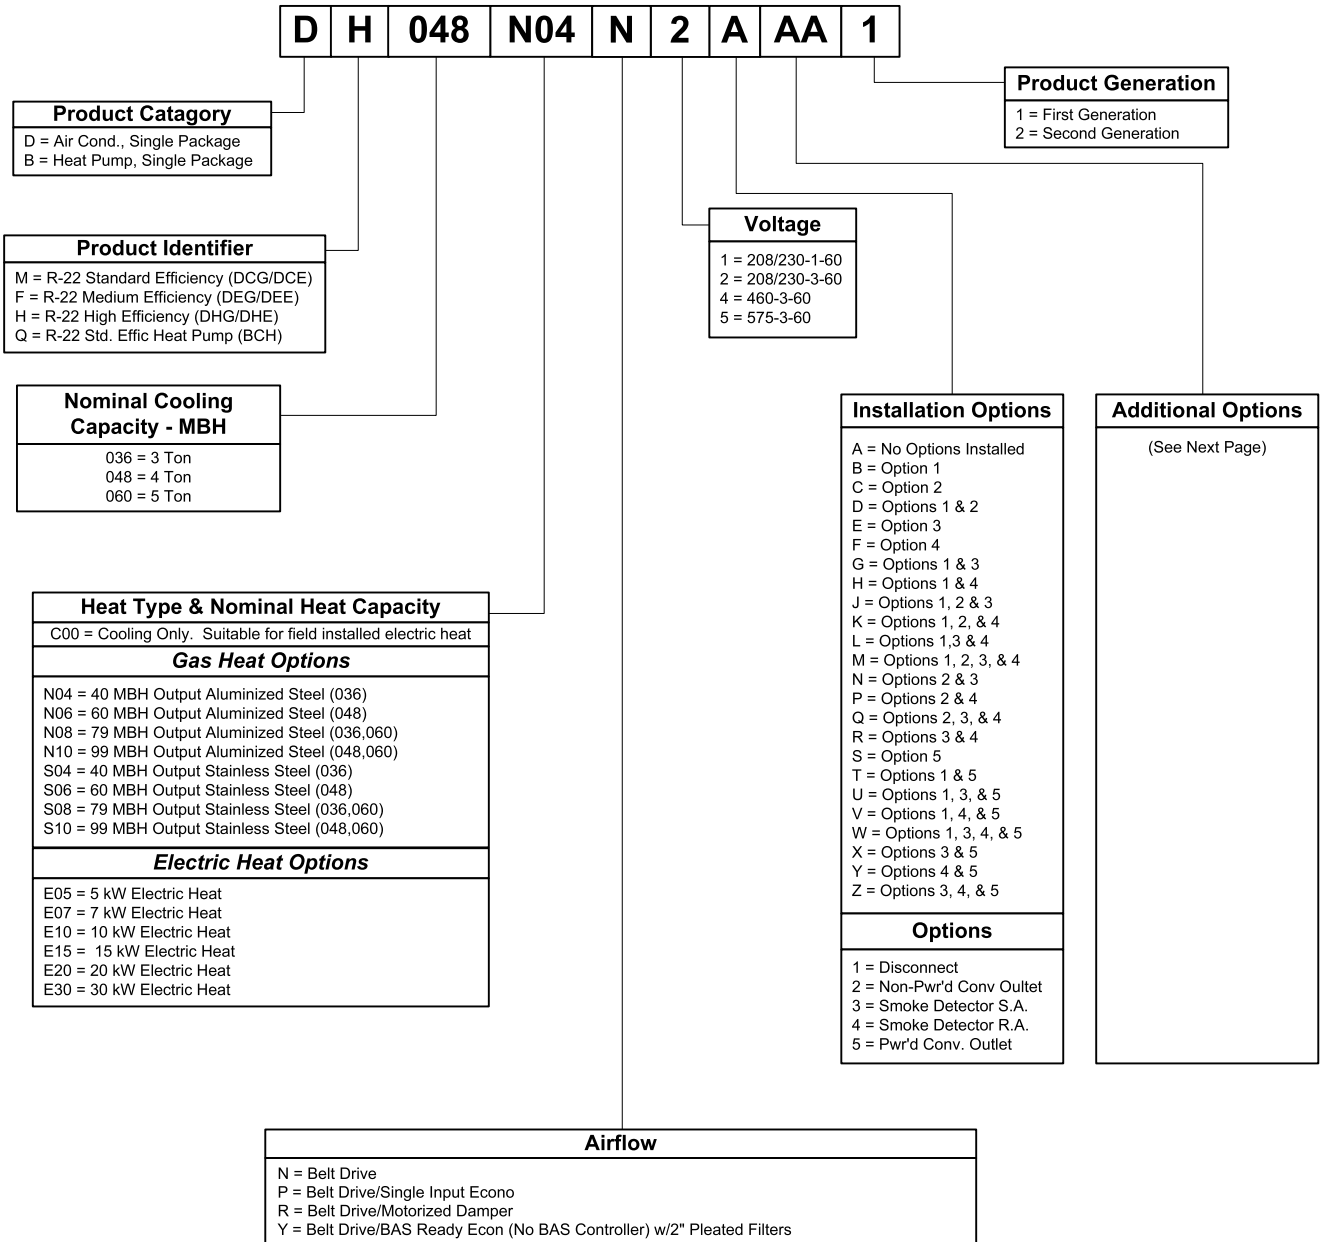 D H 048 N04 N 2 A AA 1
Product Catagory
D = Air Cond., Single Package
B = Heat Pump, Single Package
Product Generation
1 = First Generation
2 = Second Generation
Product Identifier
M = R-22 Standard Efficiency (DCG/DCE)
F = R-22 Medium Efficiency (DEG/DEE)
H = R-22 High Efficiency (DHG/DHE)
Q = R-22 Std. Effic Heat Pump (BCH)
Voltage
1 = 208/230-1-60
2 = 208/230-3-60
4 = 460-3-60
5 = 575-3-60
Nominal Cooling
Capacity - MBH
036 = 3 Ton
048 = 4 Ton
060 = 5 Ton
Heat Type & Nominal Heat Capacity
C00 = Cooling Only.  Suitable for field installed electric heat
Gas Heat Options
N04 = 40 MBH Output Aluminized Steel (036)
N06 = 60 MBH Output Aluminized Steel (048)
N08 = 79 MBH Output Aluminized Steel (036,060)
N10 = 99 MBH Output Aluminized Steel (048,060)
S04 = 40 MBH Output Stainless Steel (036)
S06 = 60 MBH Output Stainless Steel (048)
S08 = 79 MBH Output Stainless Steel (036,060)
S10 = 99 MBH Output Stainless Steel (048,060)
Electric Heat Options
E05 = 5 kW Electric Heat
E07 = 7 kW Electric Heat
E10 = 10 kW Electric Heat
E15 =  15 kW Electric Heat
E20 = 20 kW Electric Heat
E30 = 30 kW Electric Heat
Installation Options
A = No Options Installed
B = Option 1
C = Option 2
D = Options 1 & 2
E = Option 3
F = Option 4
G = Options 1 & 3
H = Options 1 & 4
J = Options 1, 2 & 3
K = Options 1, 2, & 4
L = Options 1,3 & 4
M = Options 1, 2, 3, & 4
N = Options 2 & 3
P = Options 2 & 4
Q = Options 2, 3, & 4
R = Options 3 & 4
S = Option 5
T = Options 1 & 5
U = Options 1, 3, & 5
V = Options 1, 4, & 5
W = Options 1, 3, 4, & 5
X = Options 3 & 5
Y = Options 4 & 5
Z = Options 3, 4, & 5
Options
1 = Disconnect
2 = Non-Pwr'd Conv Oultet
3 = Smoke Detector S.A.
4 = Smoke Detector R.A.
5 = Pwr'd Conv. Outlet
Additional Options
(See Next Page)
Airflow
N = Belt Drive
P = Belt Drive/Single Input Econo
R = Belt Drive/Motorized Damper
Y = Belt Drive/BAS Ready Econ (No BAS Controller) w/2" Pleated Filters